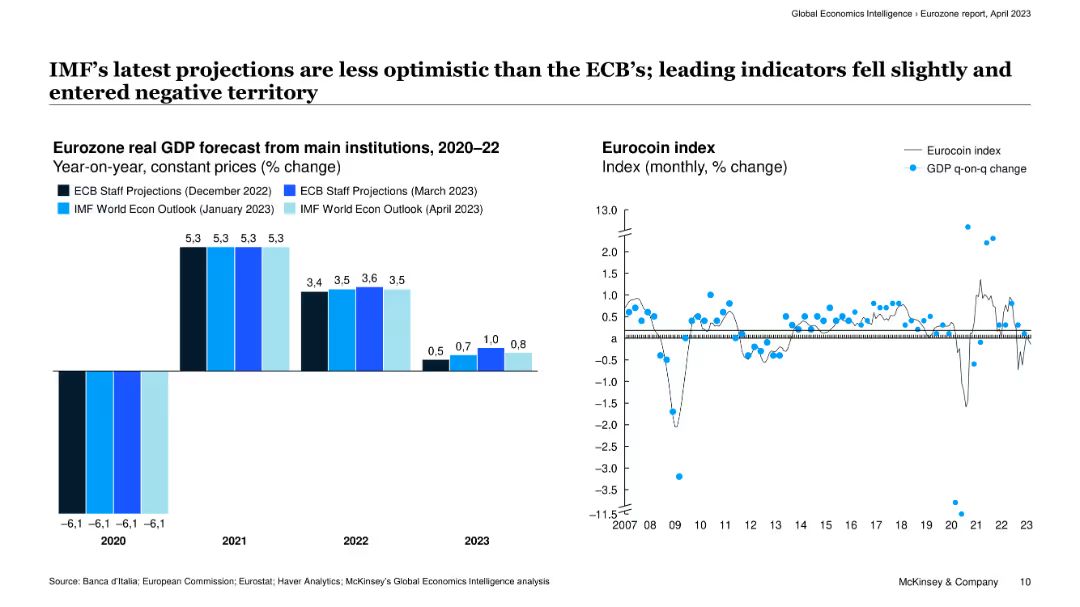 Global Economics Intelligence › Eurozone report, April 2023
IMF’s latest projections are less optimistic than the ECB’s; leading indicators fell slightly and
entered negative territory
Eurozone real GDP forecast from main institutions, 2020–22
Year-on-year, constant prices (% change)
ECB Staff Projections (December 2022)
ECB Staff Projections (March 2023)
IMF World Econ Outlook (January 2023)
IMF World Econ Outlook (April 2023)
5,3 5,3 5,3 5,3
3,4 3,5 3,6 3,5
0,5 0,7 1,0 0,8
–6,1 –6,1 –6,1 –6,1
2020 2021 2022 2023
Eurocoin index
Index (monthly, % change)
Eurocoin index
GDP q-on-q change
13.0
2.0
1.5
1.0
0.5
a
–0.5
–1.0
–1.5
–2.0
–2.5
–3.0
–3.5
–11.5
2007 08 09 10 11 12 13 14 15 16 17 18 19 20 21 22 23
Source: Banca d’Italia; European Commission; Eurostat; Haver Analytics; McKinsey’s Global Economics Intelligence analysis
McKinsey & Company 10